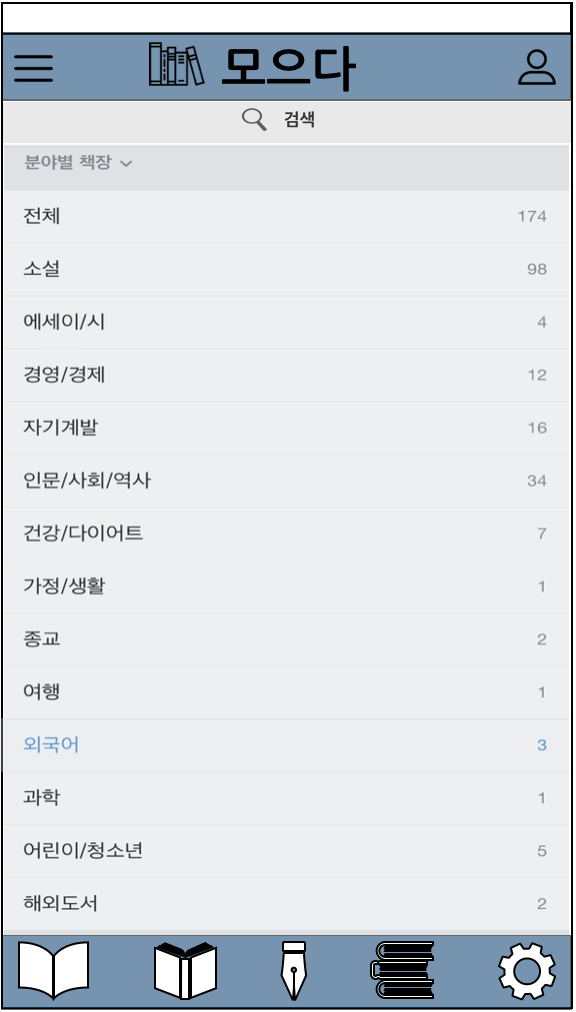 모으다
검색
분야별 책장
전체 174
소설 98
에세이/시 4
경영/경제 12
자기계발 16
인문/사회/역사 34
건강/다이어트 7
가정/생활 1
종교 2
여행 1
외국어 3
과학 1
어린이/청소년 5
해외도서 2